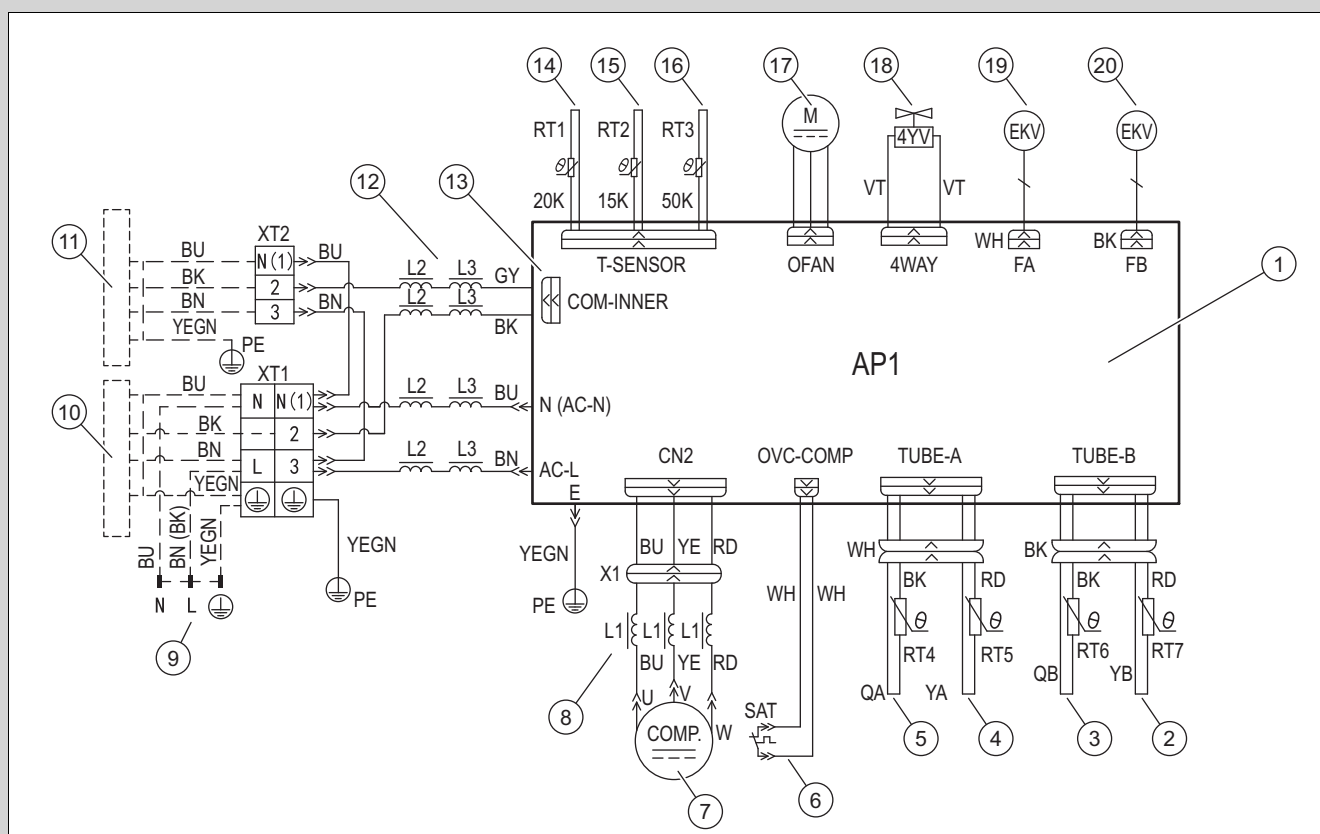 14 15 16 17 18 19 20
RT1 RT2 RT3 M 4YV EKV EKV
θ θ θ
20K 15K 50K VT VT
12 13
11 XT2
BU N(1) BU
BK 2 L2 L3 GY
BN 3 BN L2 L3 BK
YEGN PE
T-SENSOR OFAN 4WAY WH FA BK FB
COM-INNER
1
AP1
XT1
10 BU N N(1) L2 L3 BU N (AC-N)
BK 2
BN L 3 L2 L3 BN AC-L
YEGN
E
CN2 OVC-COMP TUBE-A TUBE-B
BU BN (BK) YEGN YEGN PE
N L
9
YEGN PE
BU YE RD
X1
WH WH
WH BK RD
BK BK RD
L1 L1 L1
BU YE RD
θ θ θ θ
RT4 RT5 RT6 RT7
8 U V W
COMP.
7
SAT
6
QA YA QB YB
5 4 3 2